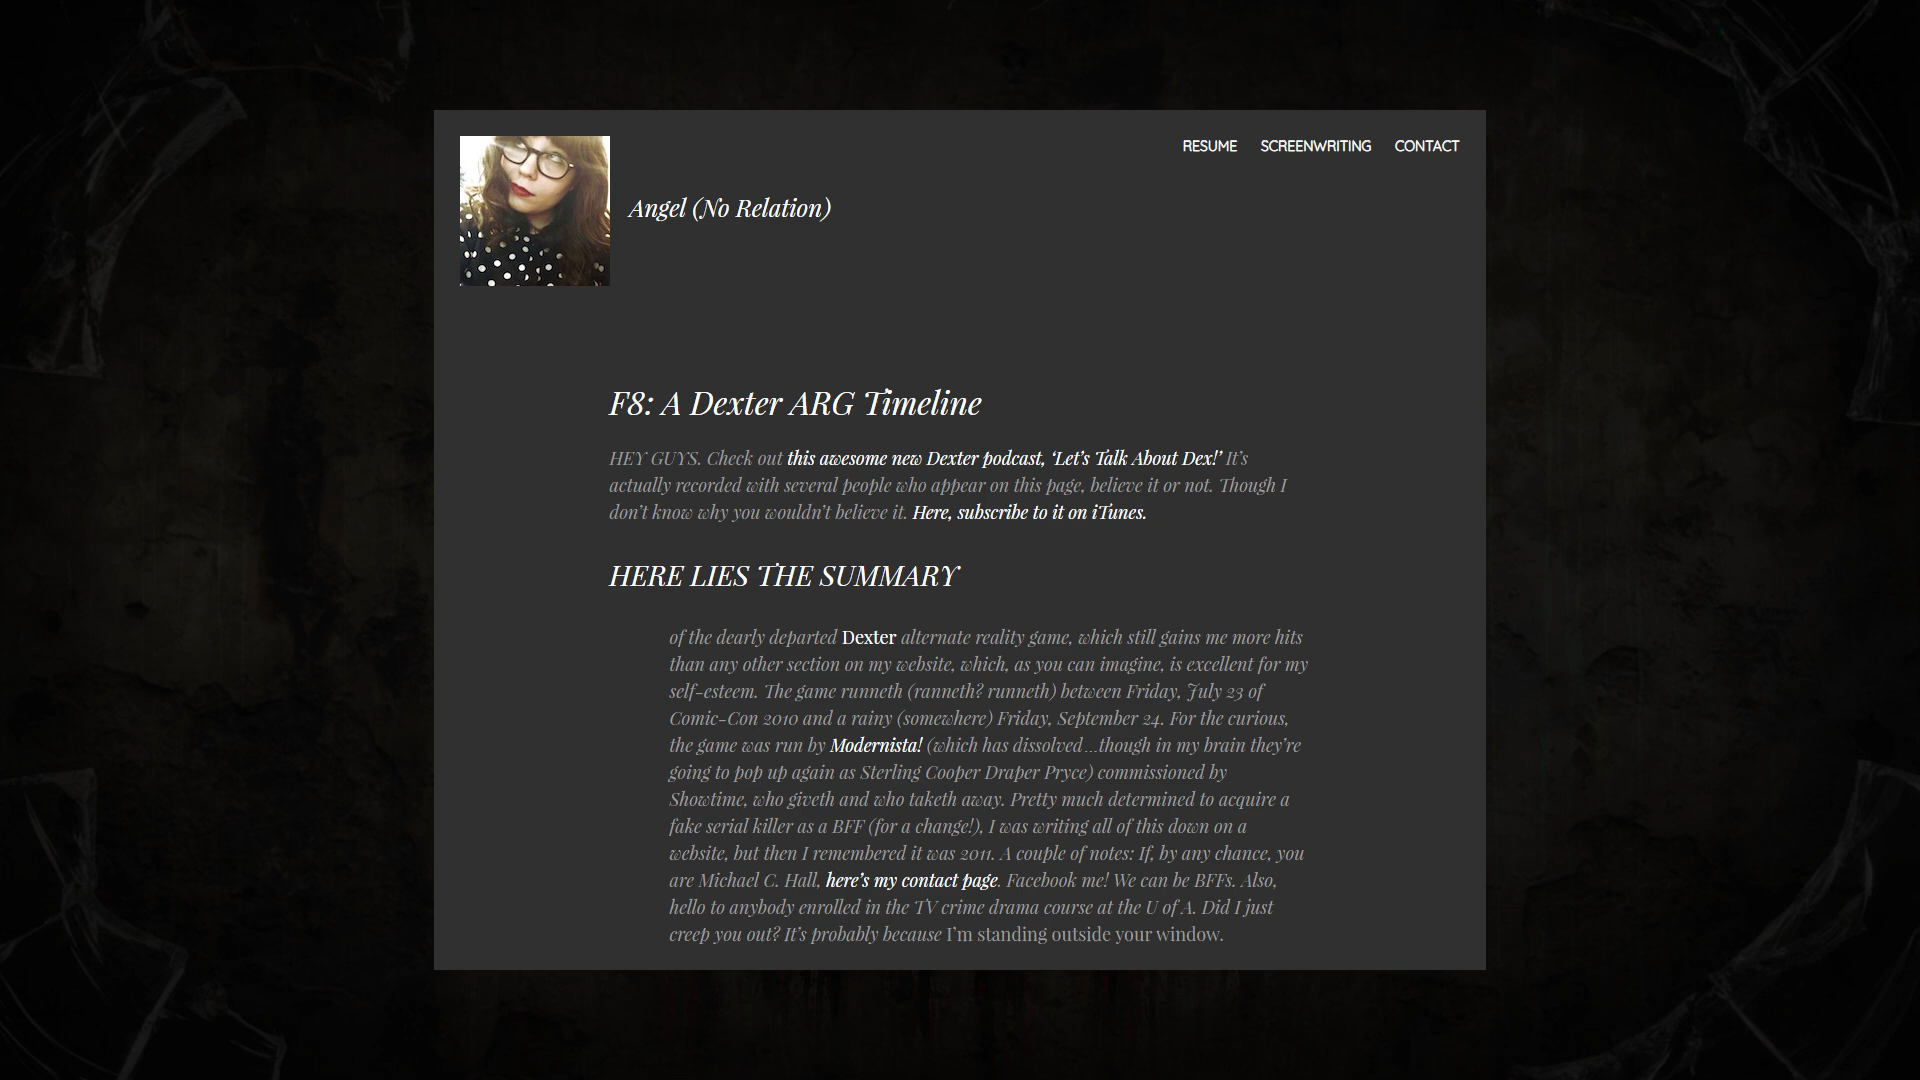 RESUME SCREENWRITING CONTACT
Angel (No Relation)
F8: A Dexter ARG Timeline
HEY GUYS. Check out this awesome new Dexter podcast, ‘Let’s Talk About Dex!’ It’s
actually recorded with several people who appear on this page, believe it or not. Though I
don’t know why you wouldn’t believe it. Here, subscribe to it on iTunes.
HERE LIES THE SUMMARY
of the dearly departed Dexter alternate reality game, which still gains me more hits
than any other section on my website, which, as you can imagine, is excellent for my
self-esteem. The game runneth (ranneth? runneth) between Friday, July 23 of
Comic-Con 2010 and a rainy (somewhere) Friday, September 24. For the curious,
the game was run by Modernista! (which has dissolved…though in my brain they’re
going to pop up again as Sterling Cooper Draper Pryce) commissioned by
Showtime, who giveth and who taketh away. Pretty much determined to acquire a
fake serial killer as a BFF (for a change!), I was writing all of this down on a
website, but then I remembered it was 2011. A couple of notes: If, by any chance, you
are Michael C. Hall, here’s my contact page. Facebook me! We can be BFFs. Also,
hello to anybody enrolled in the TV crime drama course at the U of A. Did I just
creep you out? It’s probably because I’m standing outside your window.